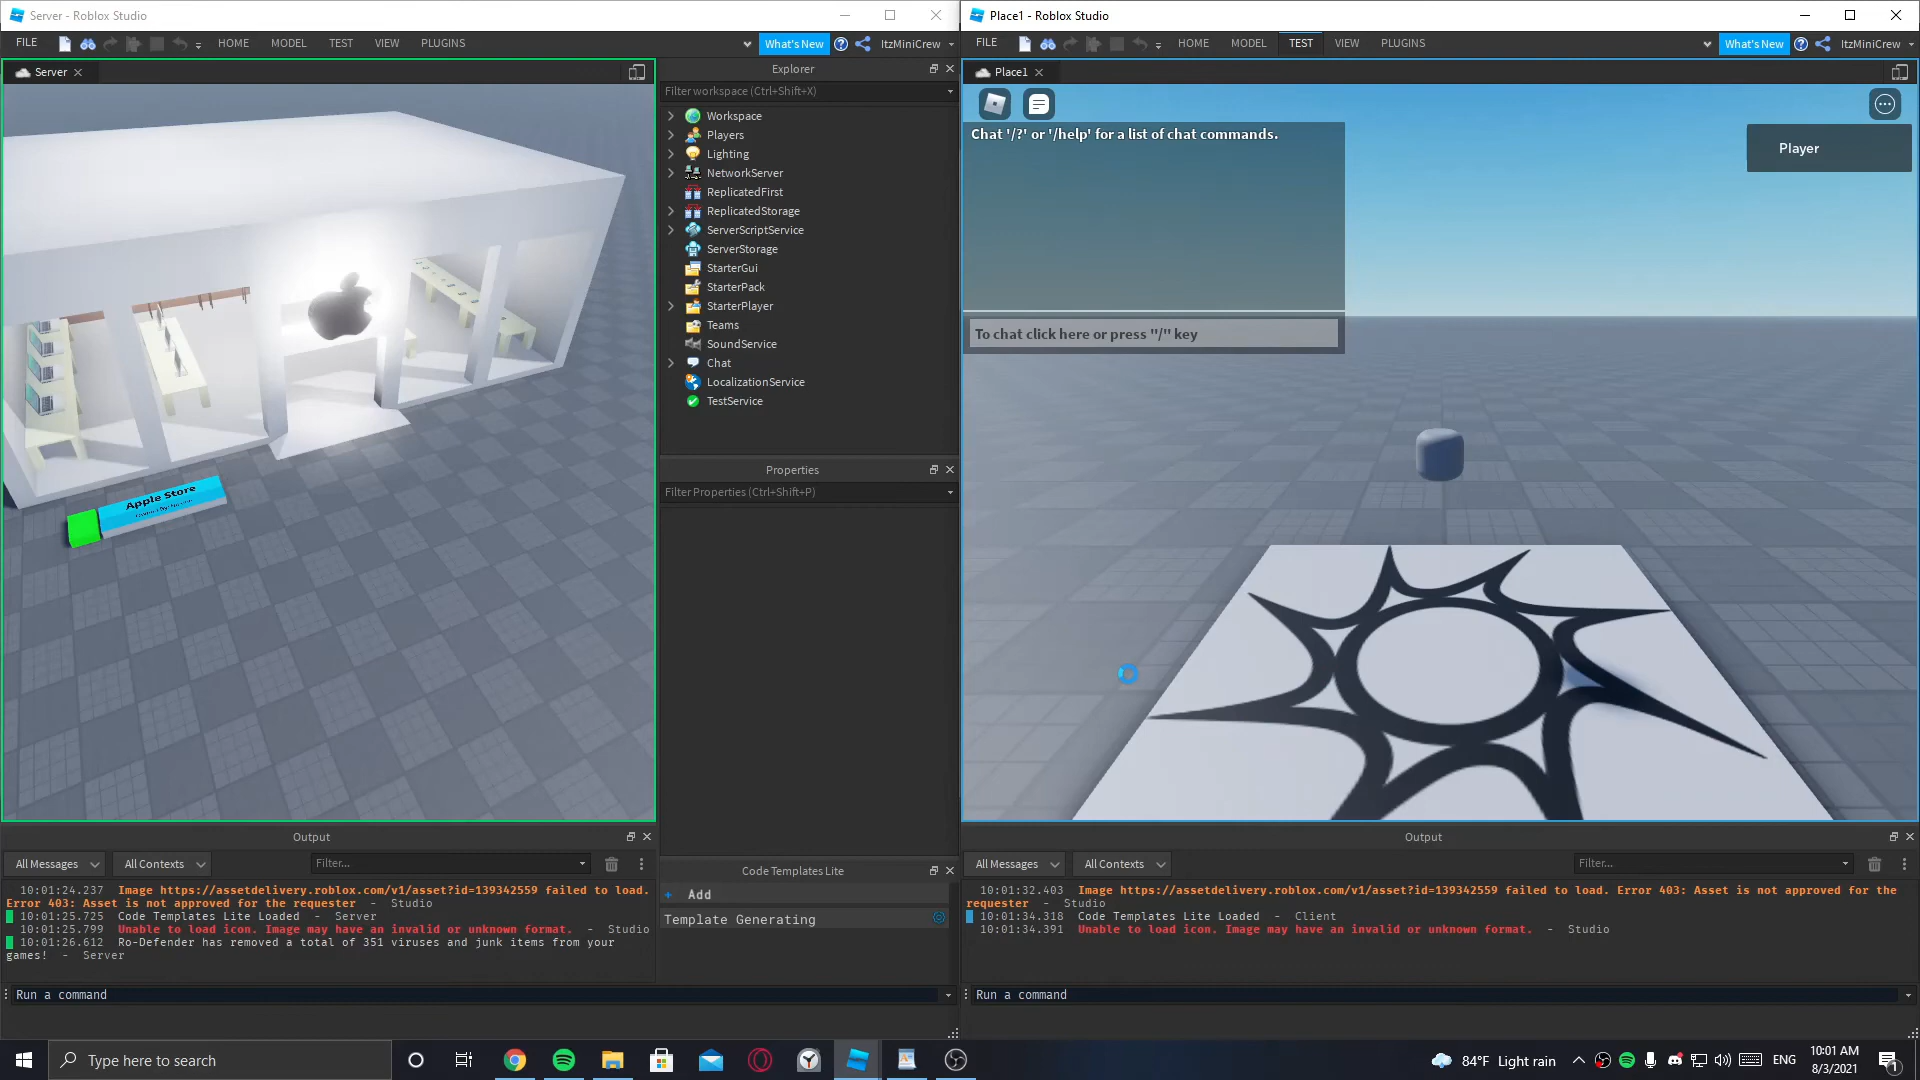 Server - Roblox Studio
FILE HOME MODEL TEST VIEW PLUGINS What's New ItzMiniCrew
Server
Apple Store
Explorer
Filter workspace (Ctrl+Shift+X)
Workspace
Players
Lighting
NetworkServer
ReplicatedFirst
ReplicatedStorage
ServerScriptService
ServerStorage
StarterGui
StarterPack
StarterPlayer
Teams
SoundService
Chat
LocalizationService
TestService
Properties
Filter Properties (Ctrl+Shift+P)
Code Templates Lite
+ Add
Template Generating
Output
All Messages All Contexts Filter...
10:01:24.237 Image https://assetdelivery.roblox.com/v1/asset?id=139342559 failed to load.
Error 403: Asset is not approved for the requester - Studio
10:01:25.725 Code Templates Lite Loaded - Server
10:01:25.799 Unable to load icon. Image may have an invalid or unknown format. - Studio
10:01:26.612 Ro-Defender has removed a total of 351 viruses and junk items from your
games! - Server
Run a command
Place1 - Roblox Studio
FILE HOME MODEL TEST VIEW PLUGINS What's New ItzMiniCrew
Place1
Chat '/?' or '/help' for a list of chat commands.
To chat click here or press "/" key
Player
Output
All Messages All Contexts Filter...
10:01:32.403 Image https://assetdelivery.roblox.com/v1/asset?id=139342559 failed to load. Error 403: Asset is not approved for the
requester - Studio
10:01:34.318 Code Templates Lite Loaded - Client
10:01:34.391 Unable to load icon. Image may have an invalid or unknown format. - Studio
Run a command
Type here to search
84°F Light rain
ENG
10:01 AM
8/3/2021
1